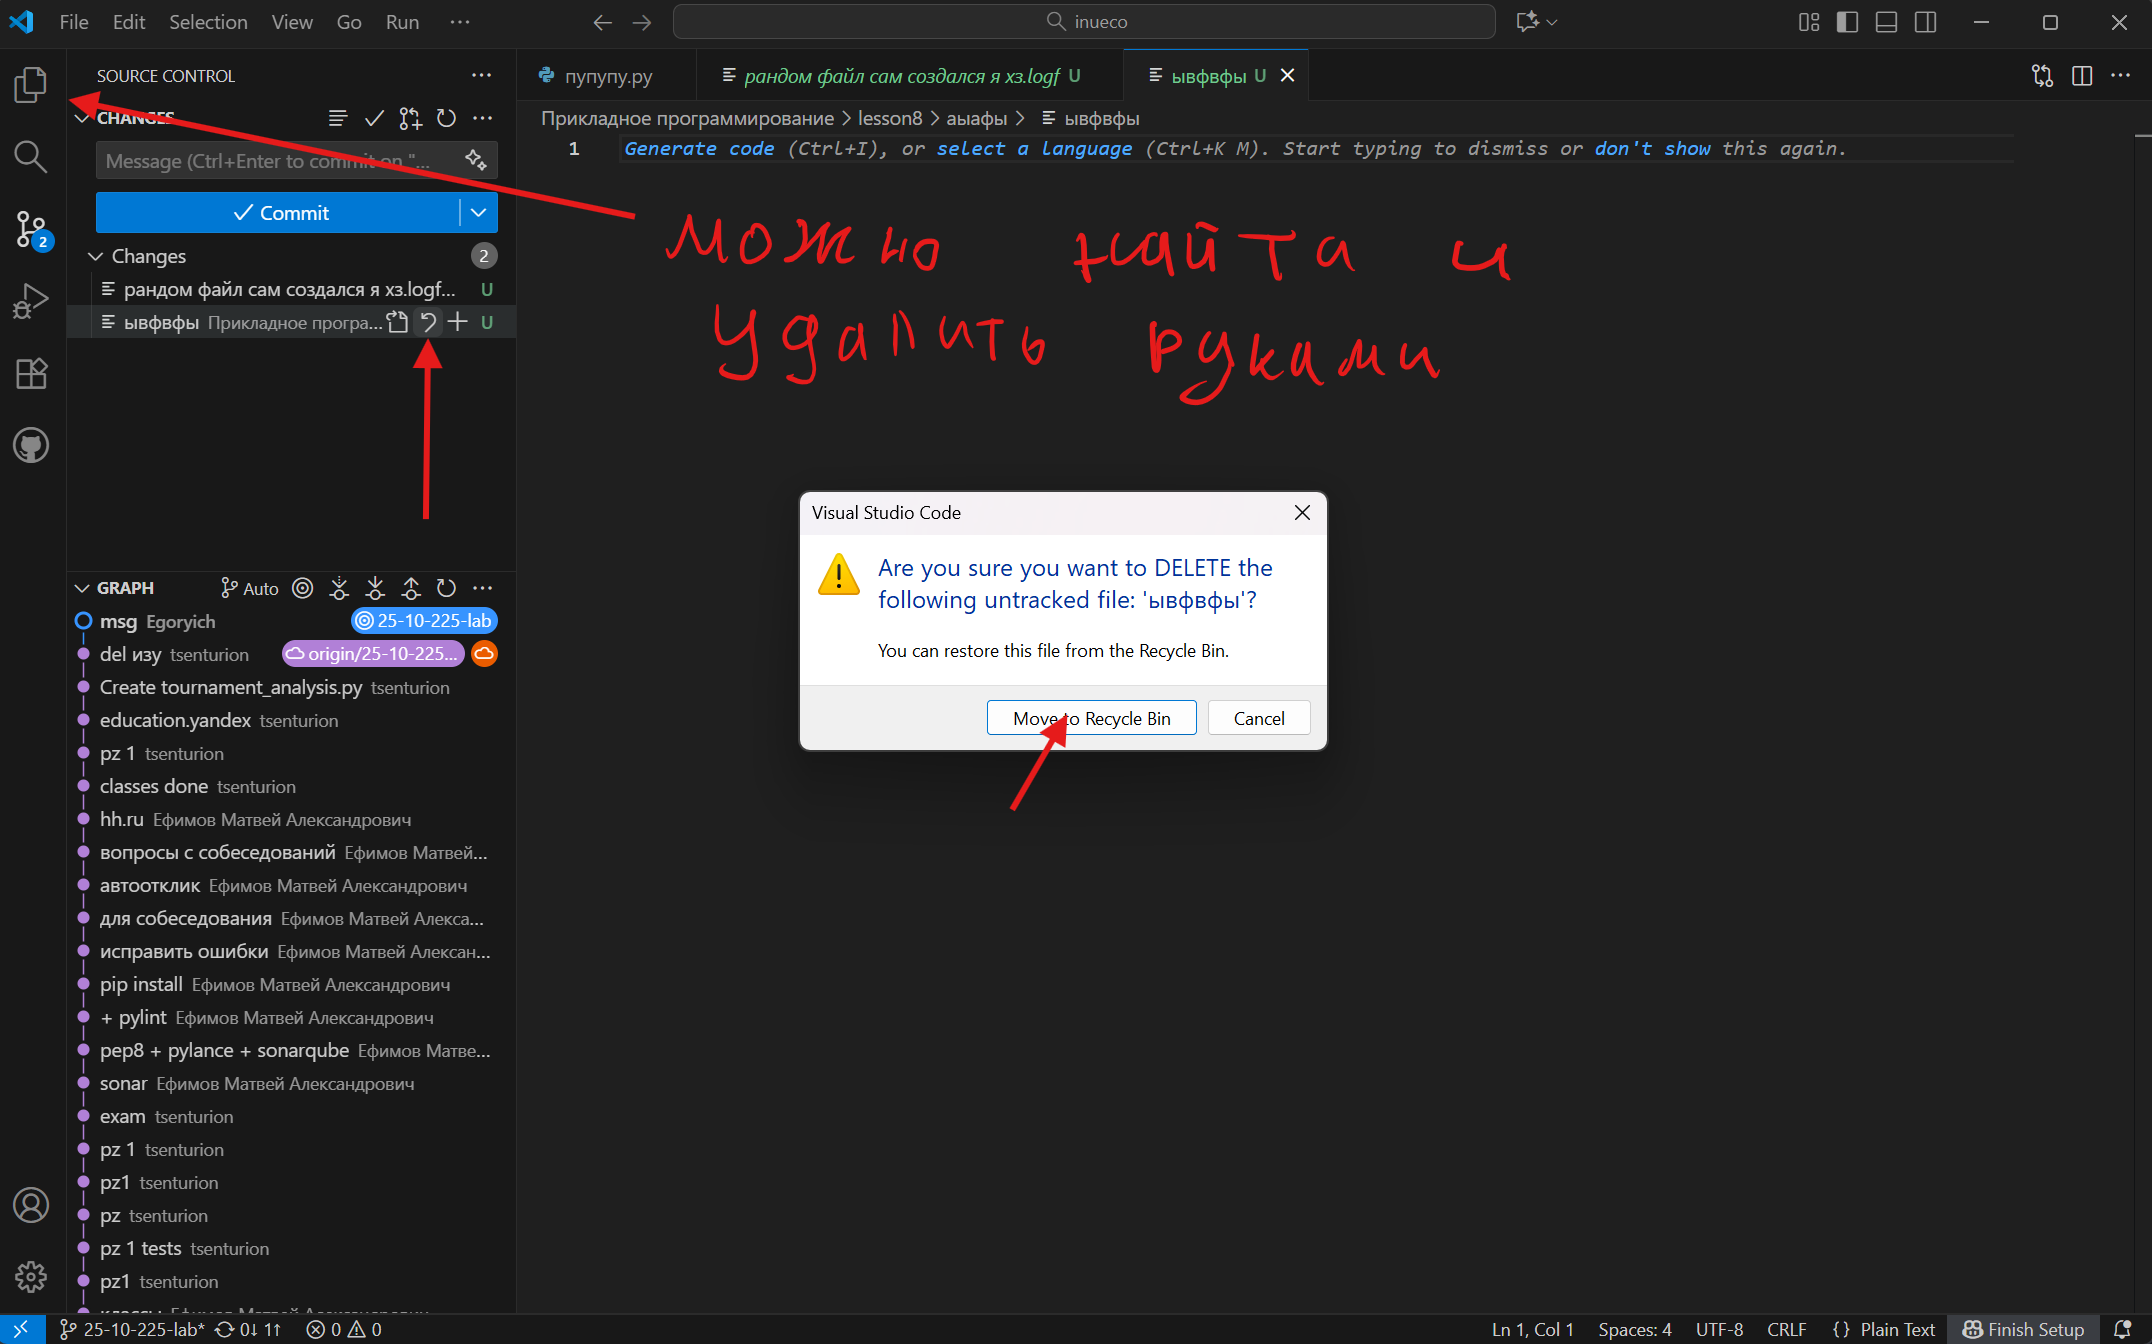 File Edit Selection View Go Run ···
inueco
SOURCE CONTROL
CHANGES
Message (Ctrl+Enter to commit on "...
Commit
Changes 2
рандом файл сам создался я хз.logf... U
ывфвфы Прикладное програ... U
2
GRAPH Auto
msg Egoryich 25-10-225-lab
del изу tsenturion origin/25-10-225...
Create tournament_analysis.py tsenturion
education.yandex tsenturion
pz 1 tsenturion
classes done tsenturion
hh.ru Ефимов Матвей Александрович
вопросы с собеседований Ефимов Матвей...
автоотклик Ефимов Матвей Александрович
для собеседования Ефимов Матвей Алекса...
исправить ошибки Ефимов Матвей Алексан...
pip install Ефимов Матвей Александрович
+ pylint Ефимов Матвей Александрович
pep8 + pylance + sonarqube Ефимов Матве...
sonar Ефимов Матвей Александрович
exam tsenturion
pz 1 tsenturion
pz1 tsenturion
pz tsenturion
pz 1 tests tsenturion
pz1 tsenturion
пупупу.py
рандом файл сам создался я хз.logf U
ывфвфы U
Прикладное программирование > lesson8 > аыафы > ывфвфы
1 Generate code (Ctrl+I), or select a language (Ctrl+K M). Start typing to dismiss or don't show this again.
можно найта и
удалить руками
Visual Studio Code
Are you sure you want to DELETE the
following untracked file: 'ывфвфы'?
You can restore this file from the Recycle Bin.
Move to Recycle Bin Cancel
25-10-225-lab* 0↓ 1↑ 0 0
Ln 1, Col 1 Spaces: 4 UTF-8 CRLF {} Plain Text Finish Setup